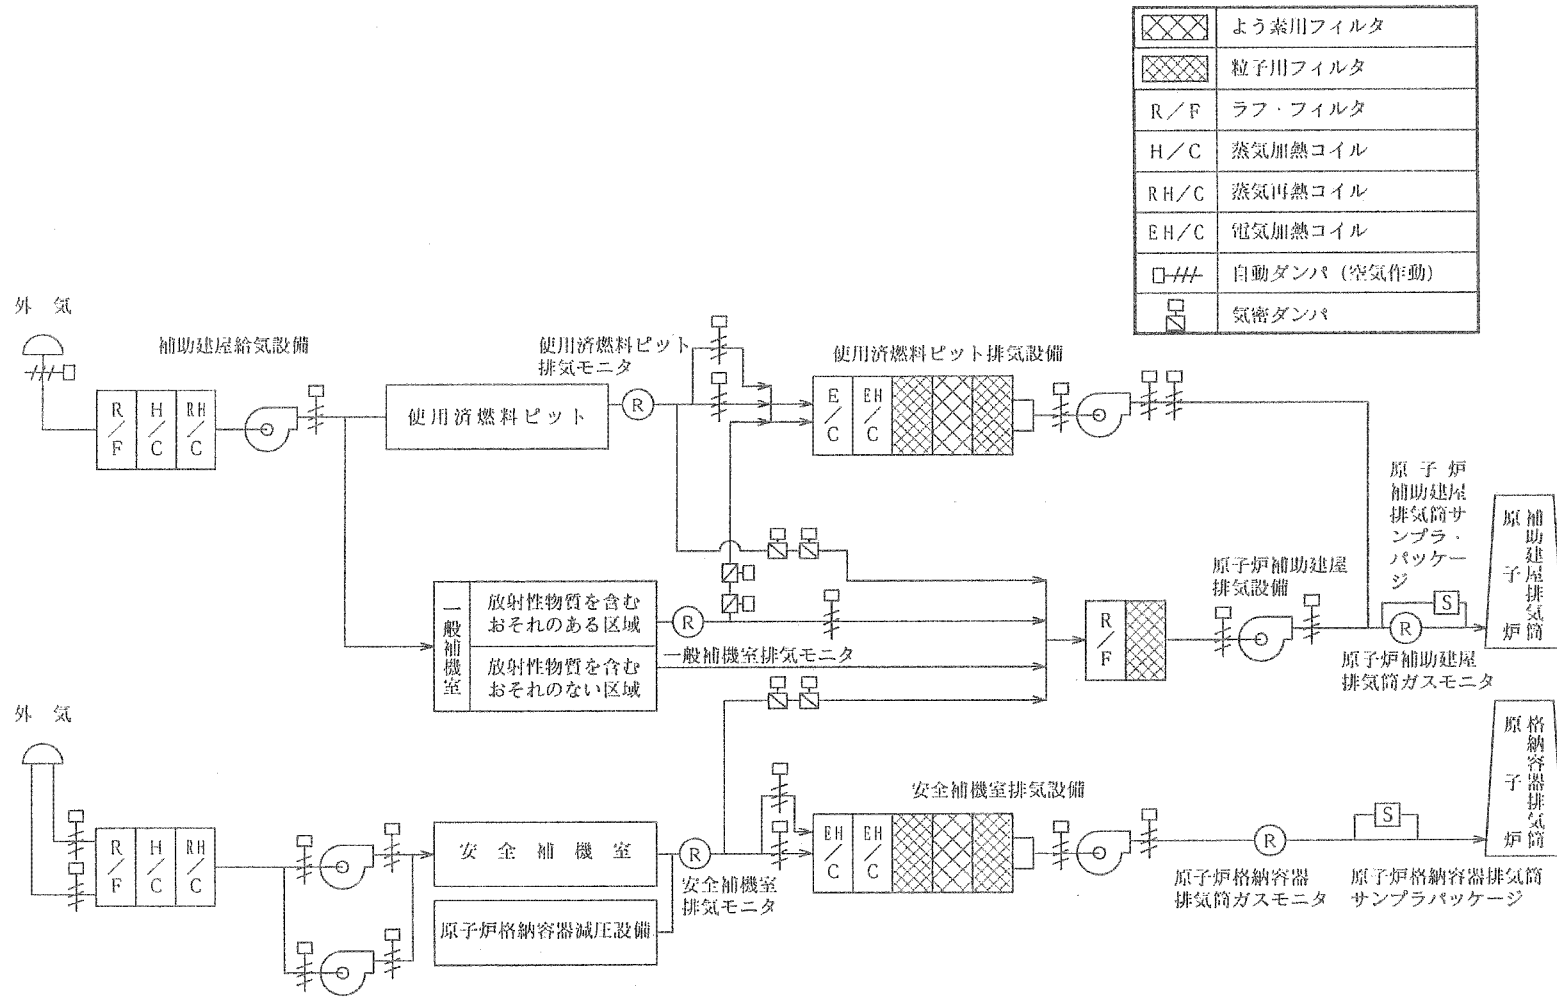 よう素用フィルタ
粒子用フィルタ
R/F ラフ・フィルタ
H/C 蒸気加熱コイル
RH/C 蒸気再熱コイル
EH/C 電気加熱コイル
自動ダンパ(空気作動)
気密ダンパ
外 気
補助建屋給気設備
R/F
H/C
RH/C
使用済燃料ピット
使用済燃料ピット
排気モニタ
R
使用済燃料ピット排気設備
E/C
EH/C
一般補機室
放射性物質を含む
おそれのある区域
放射性物質を含む
おそれのない区域
R
一般補機室排気モニタ
R/F
原子炉補助建屋
排気設備
原 子 炉
補助建屋
排気筒サ
ンプラ・
パッケー
ジ
S
R
原子炉補助建屋
排気筒ガスモニタ
原 子 炉
補助建屋排気筒
外 気
R/F
H/C
RH/C
安 全 補 機 室
原子炉格納容器減圧設備
R
安全補機室
排気モニタ
安全補機室排気設備
EH/C
EH/C
R
原子炉格納容器
排気筒ガスモニタ
S
原子炉格納容器排気筒
サンプラパッケージ
原 子 炉
格納容器排気筒